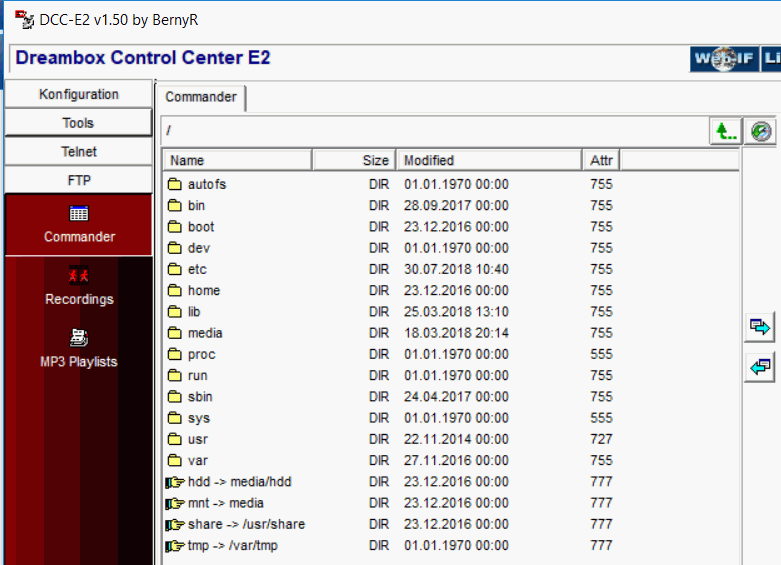 DCC-E2 v1.50 by BernyR
Dreambox Control Center E2
Web-IF Li
Konfiguration
Tools
Telnet
FTP
Commander
Recordings
MP3 Playlists
Commander
/
Name Size Modified Attr
autofs DIR 01.01.1970 00:00 755
bin DIR 28.09.2017 00:00 755
boot DIR 23.12.2016 00:00 755
dev DIR 01.01.1970 00:00 755
etc DIR 30.07.2018 10:40 755
home DIR 23.12.2016 00:00 755
lib DIR 25.03.2018 13:10 755
media DIR 18.03.2018 20:14 755
proc DIR 01.01.1970 00:00 555
run DIR 01.01.1970 00:00 755
sbin DIR 24.04.2017 00:00 755
sys DIR 01.01.1970 00:00 555
usr DIR 22.11.2014 00:00 727
var DIR 27.11.2016 00:00 755
hdd -> media/hdd DIR 23.12.2016 00:00 777
mnt -> media DIR 23.12.2016 00:00 777
share -> /usr/share DIR 23.12.2016 00:00 777
tmp -> /var/tmp DIR 01.01.1970 00:00 777